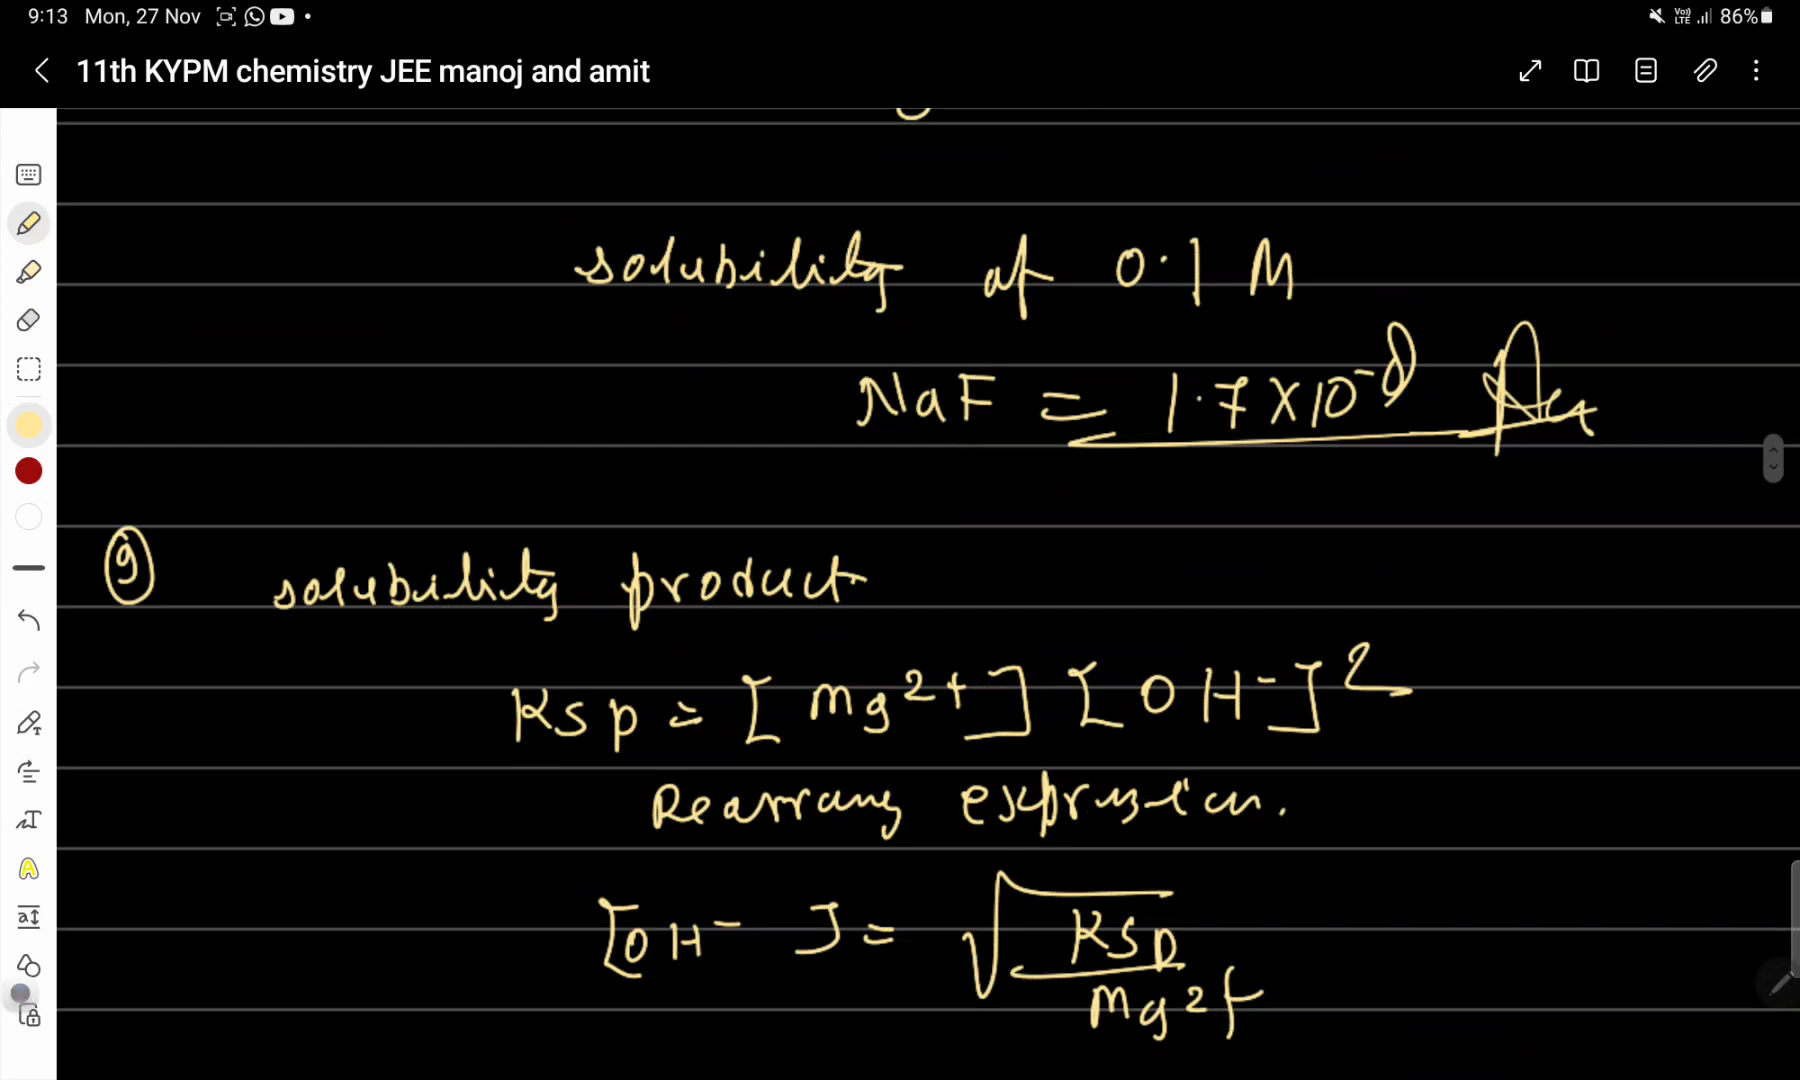 9:13 Mon, 27 Nov
86%
11th KYPM chemistry JEE manoj and amit
solubility of 0.1 M
NaF = 1.7 X 10-8 Ans
9 solubility product
Ksp = [Mg2+] [OH-]2
Rearrang expression.
[OH-] = √Ksp
Mg2+